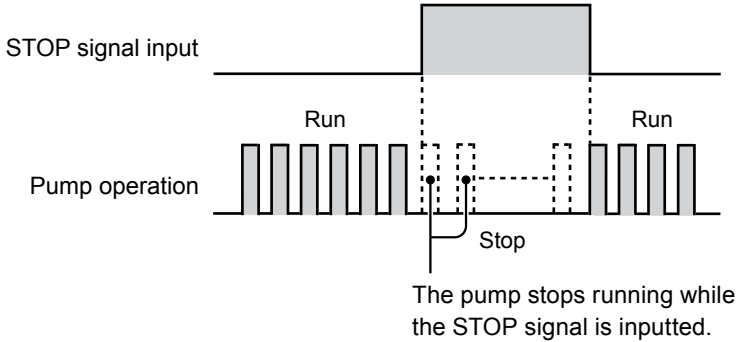 STOP signal input
Run
Run
Pump operation
Stop
The pump stops running while
the STOP signal is inputted.